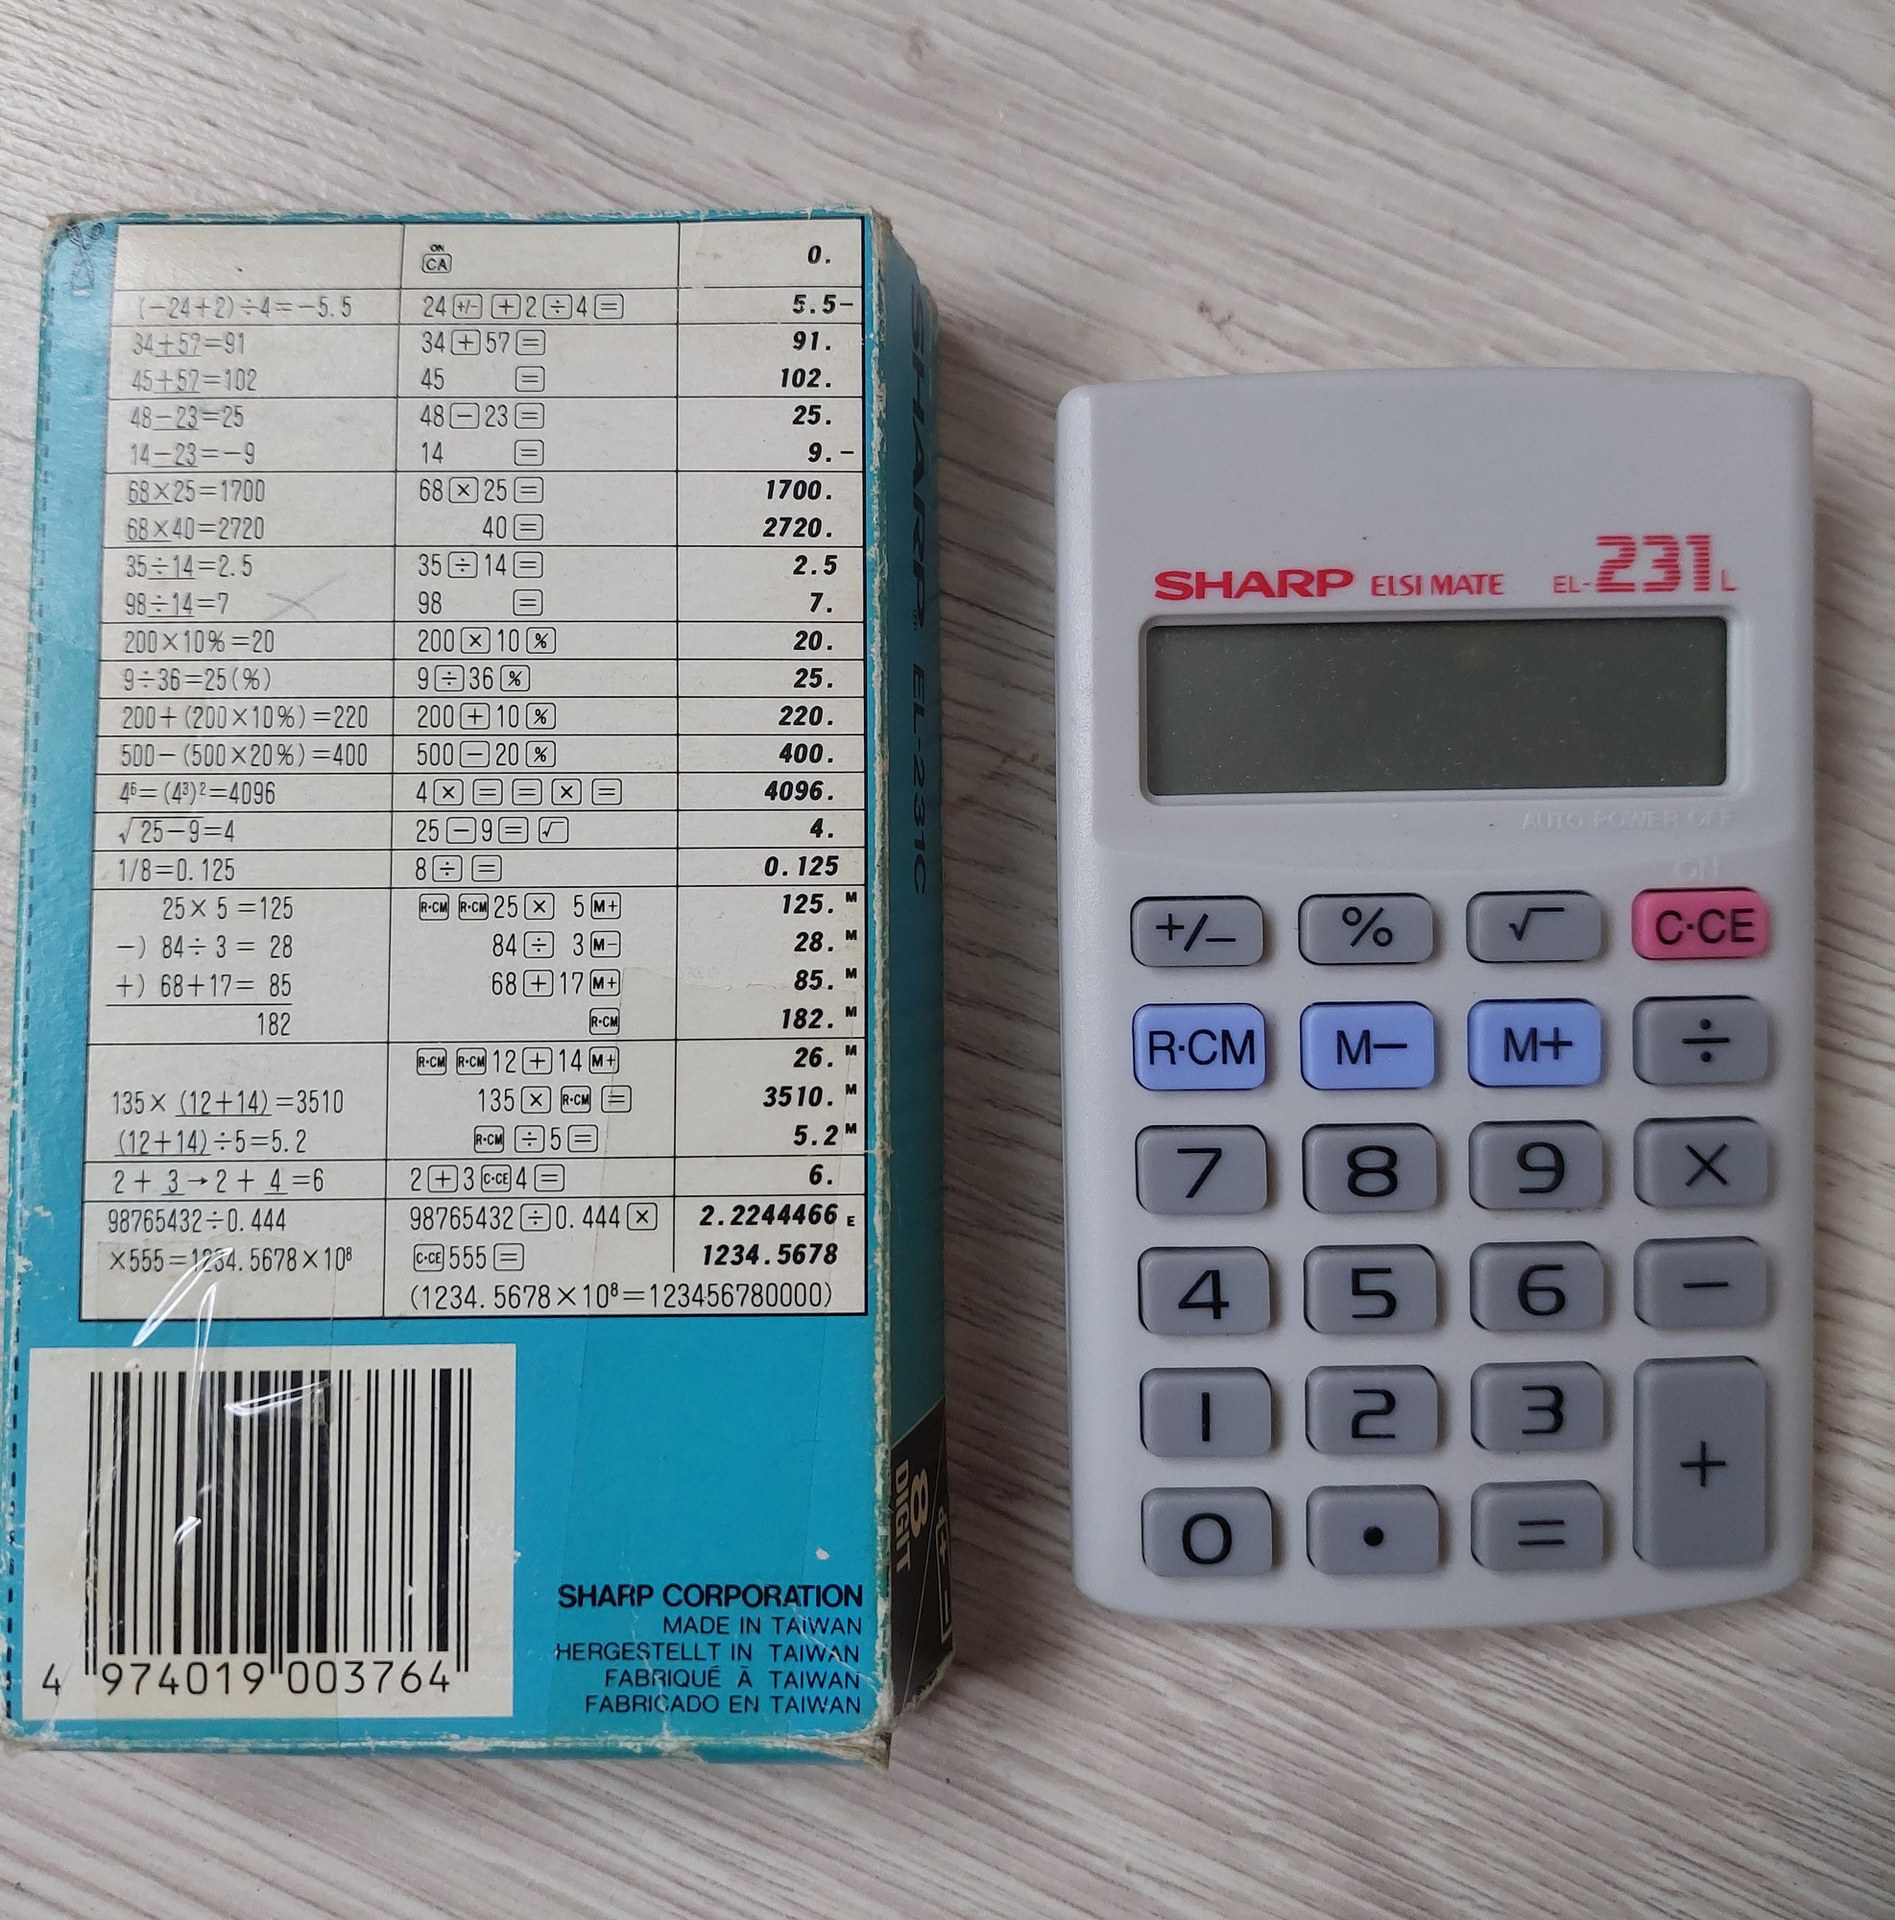 ON
CA 0.
(-24+2)÷4=-5.5 24 +/- + 2 ÷ 4 = 5.5-
34+57=91 34 + 57 = 91.
45+57=102 45 = 102.
48-23=25 48 - 23 = 25.
14-23=-9 14 = 9.-
68×25=1700 68 × 25 = 1700.
68×40=2720 40 = 2720.
35÷14=2.5 35 ÷ 14 = 2.5
98÷14=7 98 = 7.
200×10%=20 200 × 10 % 20.
9÷36=25(%) 9 ÷ 36 % 25.
200+(200×10%)=220 200 + 10 % 220.
500-(500×20%)=400 500 - 20 % 400.
4⁶=(4³)²=4096 4 × = = × = 4096.
√25-9=4 25 - 9 = √ 4.
1/8=0.125 8 ÷ = 0.125
25×5=125 R·CM R·CM 25 × 5 M+ 125. M
-) 84÷3= 28 84 ÷ 3 M- 28. M
+) 68+17= 85 68 + 17 M+ 85. M
182 R·CM 182. M
R·CM R·CM 12 + 14 M+ 26. M
135×(12+14)=3510 135 × R·CM = 3510. M
(12+14)÷5=5.2 R·CM ÷ 5 = 5.2 M
2+3→2+4=6 2 + 3 C·CE 4 = 6.
98765432÷0.444 98765432 ÷ 0.444 × 2.2244466 E
×555=1234.5678×10⁸ C·CE 555 = 1234.5678
(1234.5678×10⁸=123456780000)
4 974019 003764
SHARP CORPORATION
MADE IN TAIWAN
HERGESTELLT IN TAIWAN
FABRIQUÉ À TAIWAN
FABRICADO EN TAIWAN
SHARP EL-231C
8 DIGIT
SHARP ELSI MATE EL-231L
AUTO POWER OFF
ON
+/− % √ C·CE
R·CM M− M+ ÷
7 8 9 ×
4 5 6 −
1 2 3 +
0 • =